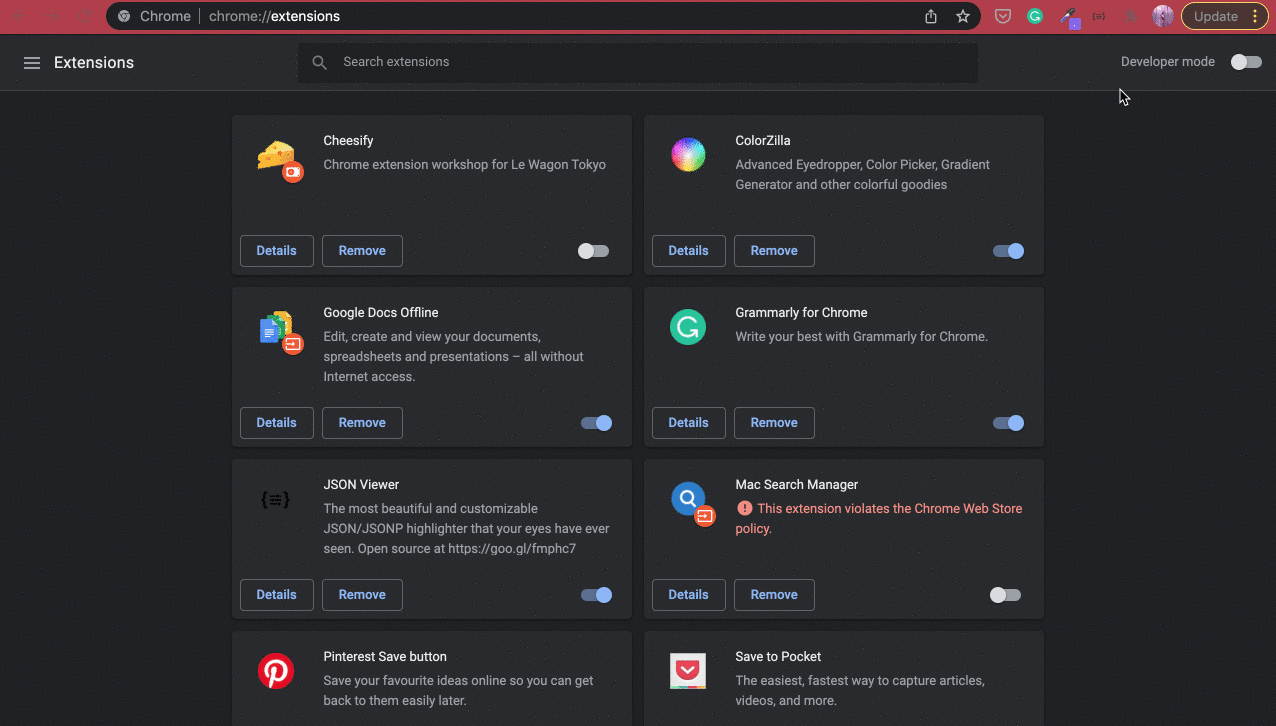 Chrome | chrome://extensions
Update
Extensions
Search extensions
Developer mode
Cheesify
Chrome extension workshop for Le Wagon Tokyo
Details
Remove
ColorZilla
Advanced Eyedropper, Color Picker, Gradient
Generator and other colorful goodies
Details
Remove
Google Docs Offline
Edit, create and view your documents,
spreadsheets and presentations – all without
Internet access.
Details
Remove
Grammarly for Chrome
Write your best with Grammarly for Chrome.
Details
Remove
JSON Viewer
The most beautiful and customizable
JSON/JSONP highlighter that your eyes have ever
seen. Open source at https://goo.gl/fmphc7
Details
Remove
Mac Search Manager
This extension violates the Chrome Web Store
policy.
Details
Remove
Pinterest Save button
Save your favourite ideas online so you can get
back to them easily later.
Save to Pocket
The easiest, fastest way to capture articles,
videos, and more.